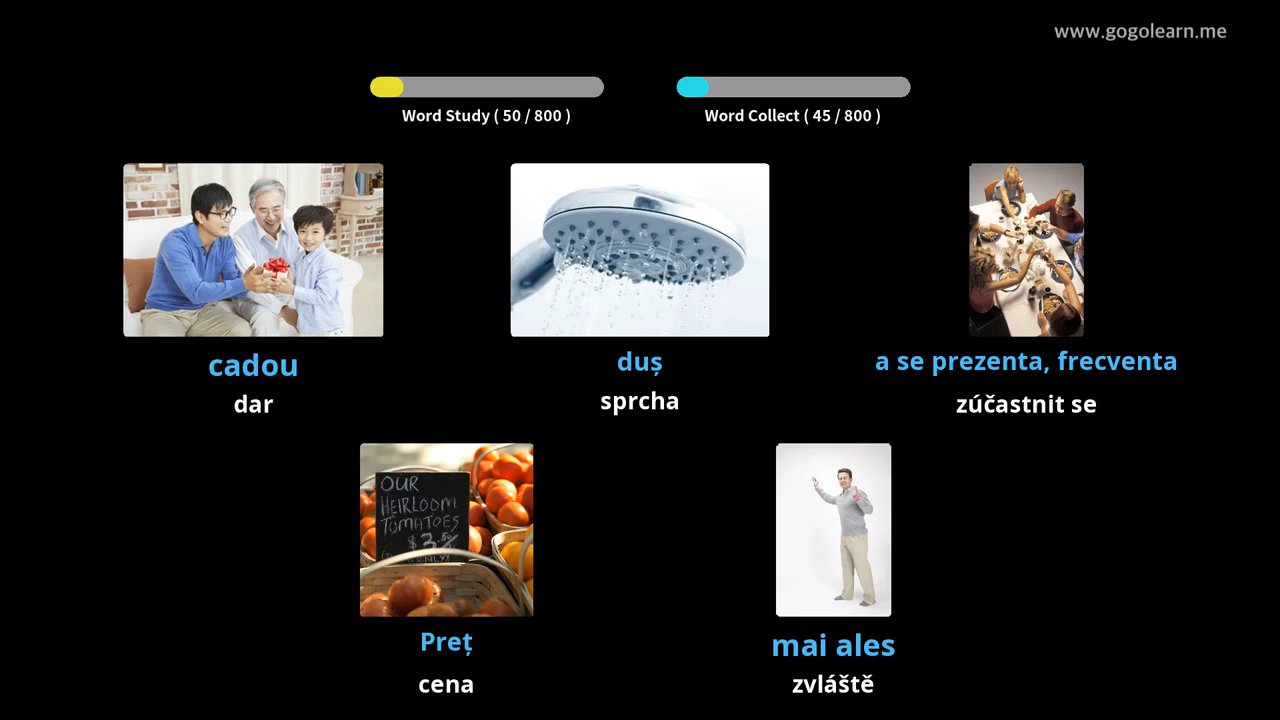 www.gogolearn.me
Word Study ( 50 / 800 )
Word Collect ( 45 / 800 )
cadou
dar
duș
sprcha
a se prezenta, frecventa
zúčastnit se
OUR
HEIRLOOM
TOMATOES
Preț
cena
mai ales
zvláště